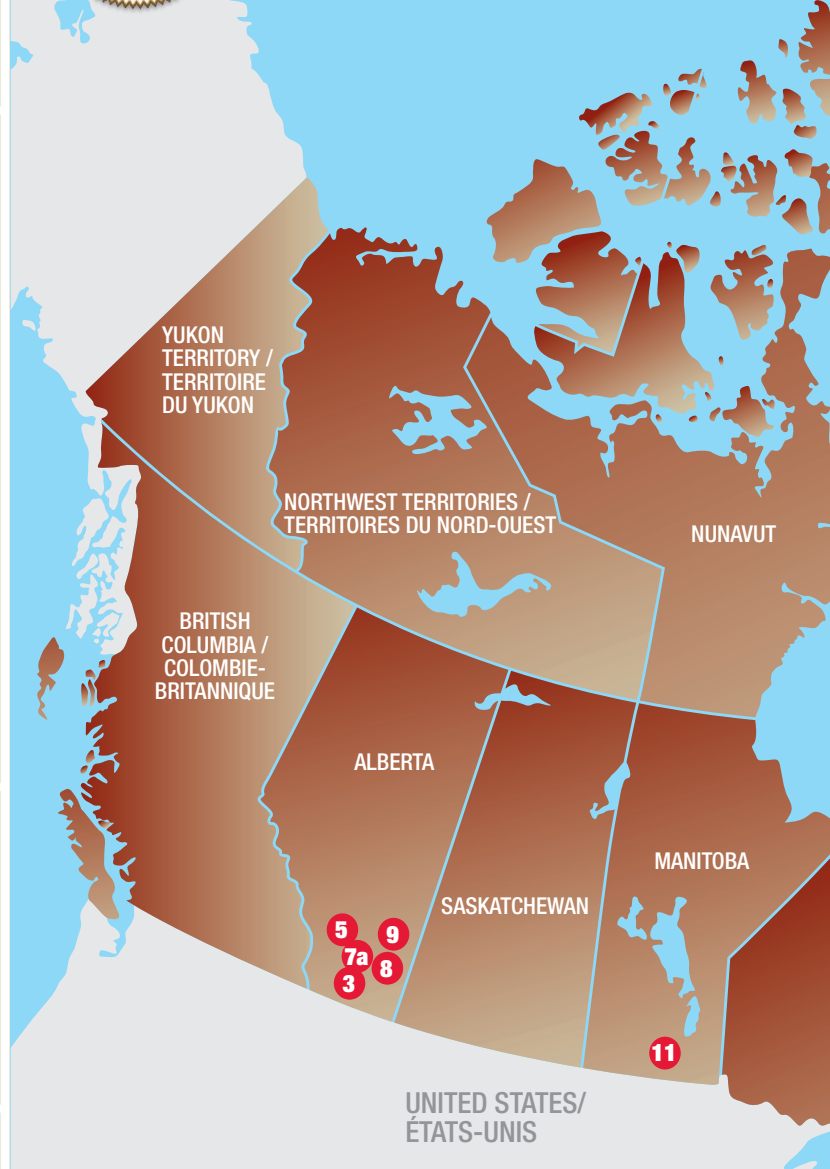 YUKON
TERRITORY /
TERRITOIRE
DU YUKON
NORTHWEST TERRITORIES /
TERRITOIRES DU NORD-OUEST
NUNAVUT
BRITISH
COLUMBIA /
COLOMBIE-
BRITANNIQUE
ALBERTA
MANITOBA
SASKATCHEWAN
5
9
7a
8
3
11
UNITED STATES/
ÉTATS-UNIS